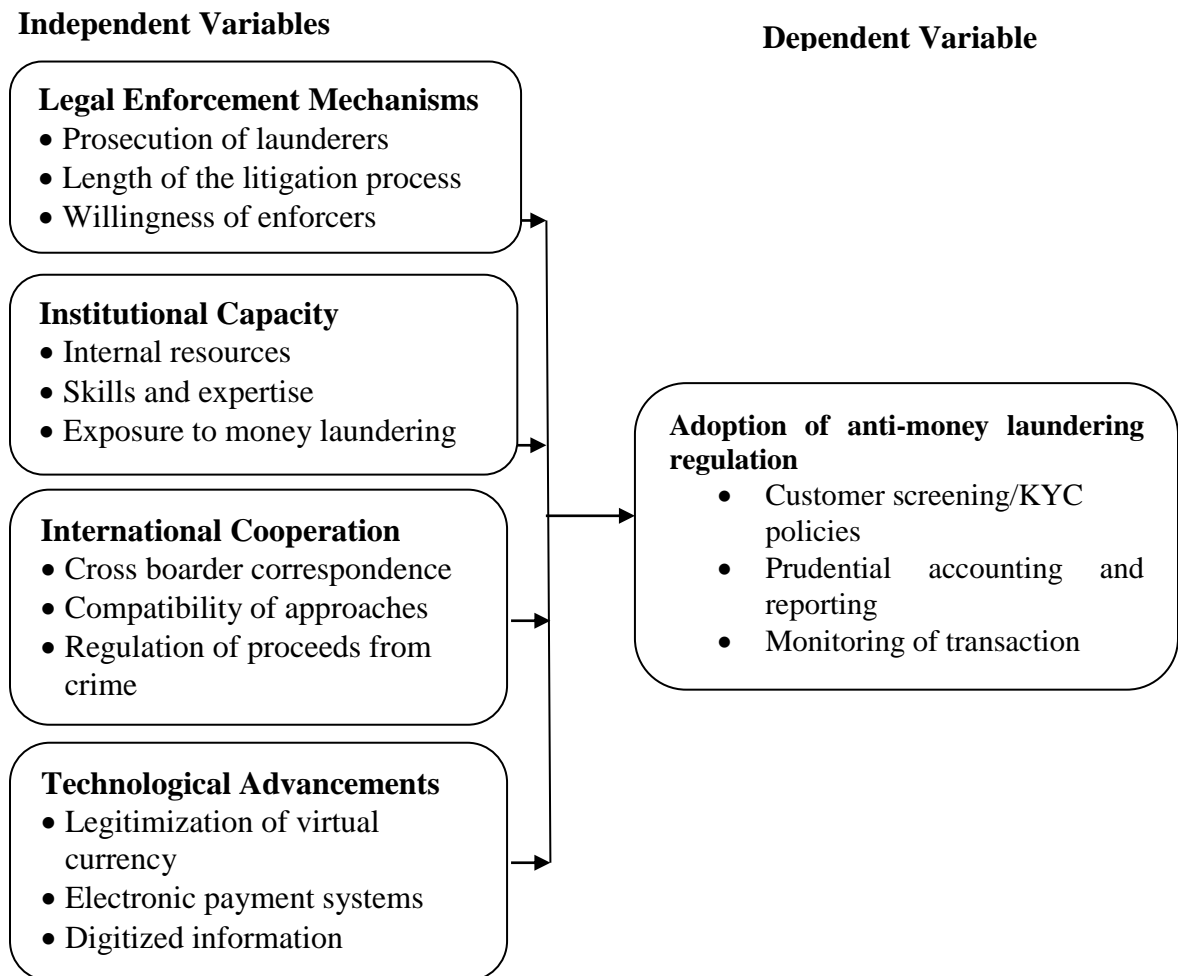 Independent Variables
Dependent Variable
Legal Enforcement Mechanisms
• Prosecution of launderers
• Length of the litigation process
• Willingness of enforcers
Institutional Capacity
• Internal resources
• Skills and expertise
• Exposure to money laundering
International Cooperation
• Cross boarder correspondence
• Compatibility of approaches
• Regulation of proceeds from
crime
Technological Advancements
• Legitimization of virtual
currency
• Electronic payment systems
• Digitized information
Adoption of anti-money laundering
regulation
• Customer screening/KYC
policies
• Prudential accounting and
reporting
• Monitoring of transaction